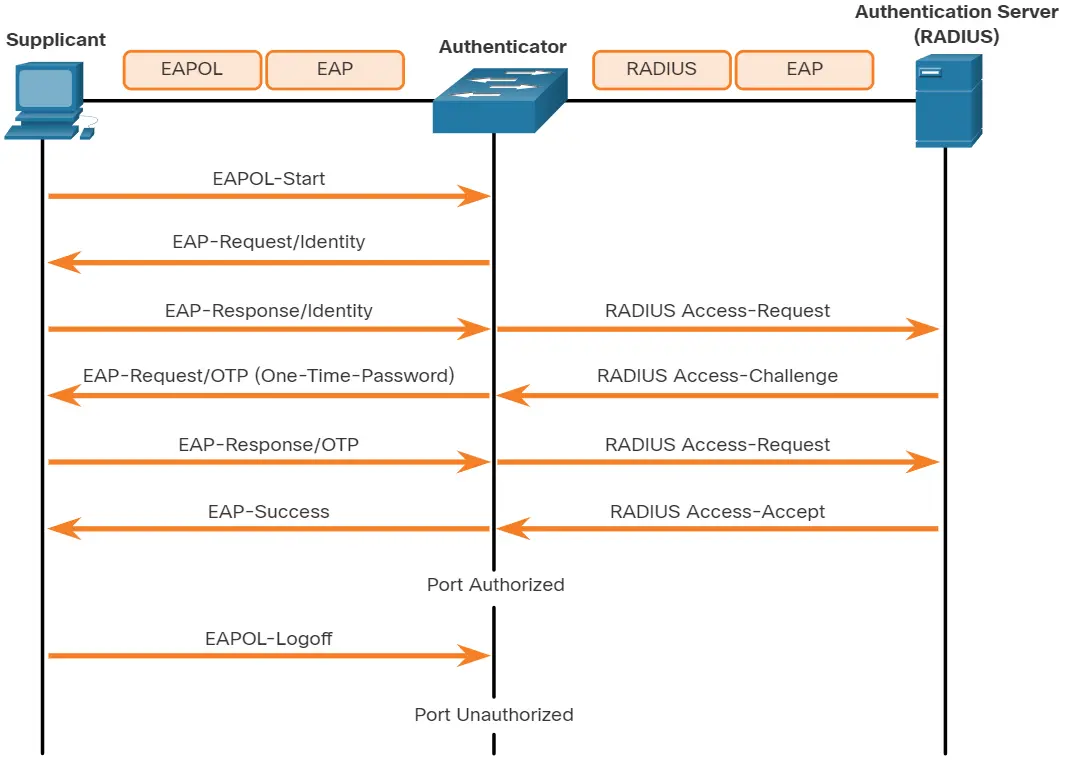 Authentication Server
(RADIUS)
Supplicant
Authenticator
EAPOL
EAP
RADIUS
EAP
EAPOL-Start
EAP-Request/Identity
EAP-Response/Identity
RADIUS Access-Request
EAP-Request/OTP (One-Time-Password)
RADIUS Access-Challenge
EAP-Response/OTP
RADIUS Access-Request
EAP-Success
RADIUS Access-Accept
Port Authorized
EAPOL-Logoff
Port Unauthorized